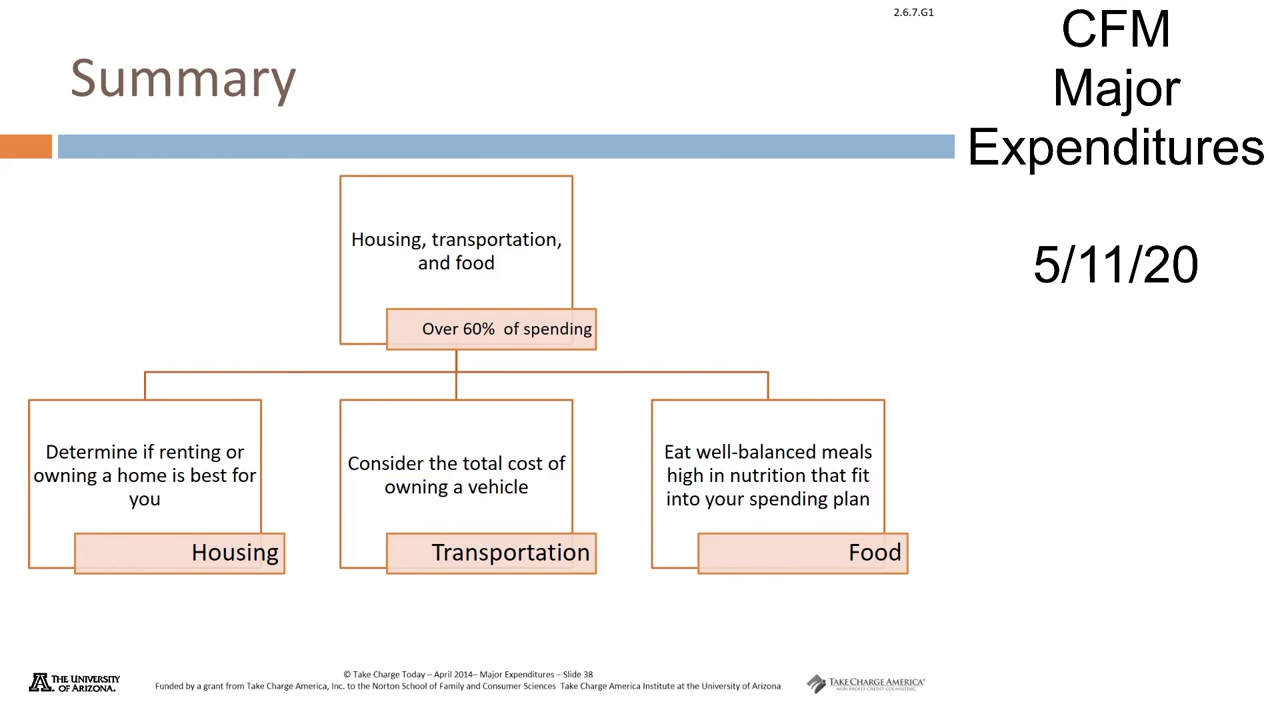 2.6.7.G1
CFM
Major
Expenditures
5/11/20
Summary
Housing, transportation,
and food
Over 60% of spending
Determine if renting or
owning a home is best for
you
Housing
Consider the total cost of
owning a vehicle
Transportation
Eat well-balanced meals
high in nutrition that fit
into your spending plan
Food
THE UNIVERSITY
OF ARIZONA.
© Take Charge Today – April 2014– Major Expenditures – Slide 38
Funded by a grant from Take Charge America, Inc. to the Norton School of Family and Consumer Sciences Take Charge America Institute at the University of Arizona
TAKE CHARGE AMERICA®
NON-PROFIT CREDIT COUNSELING